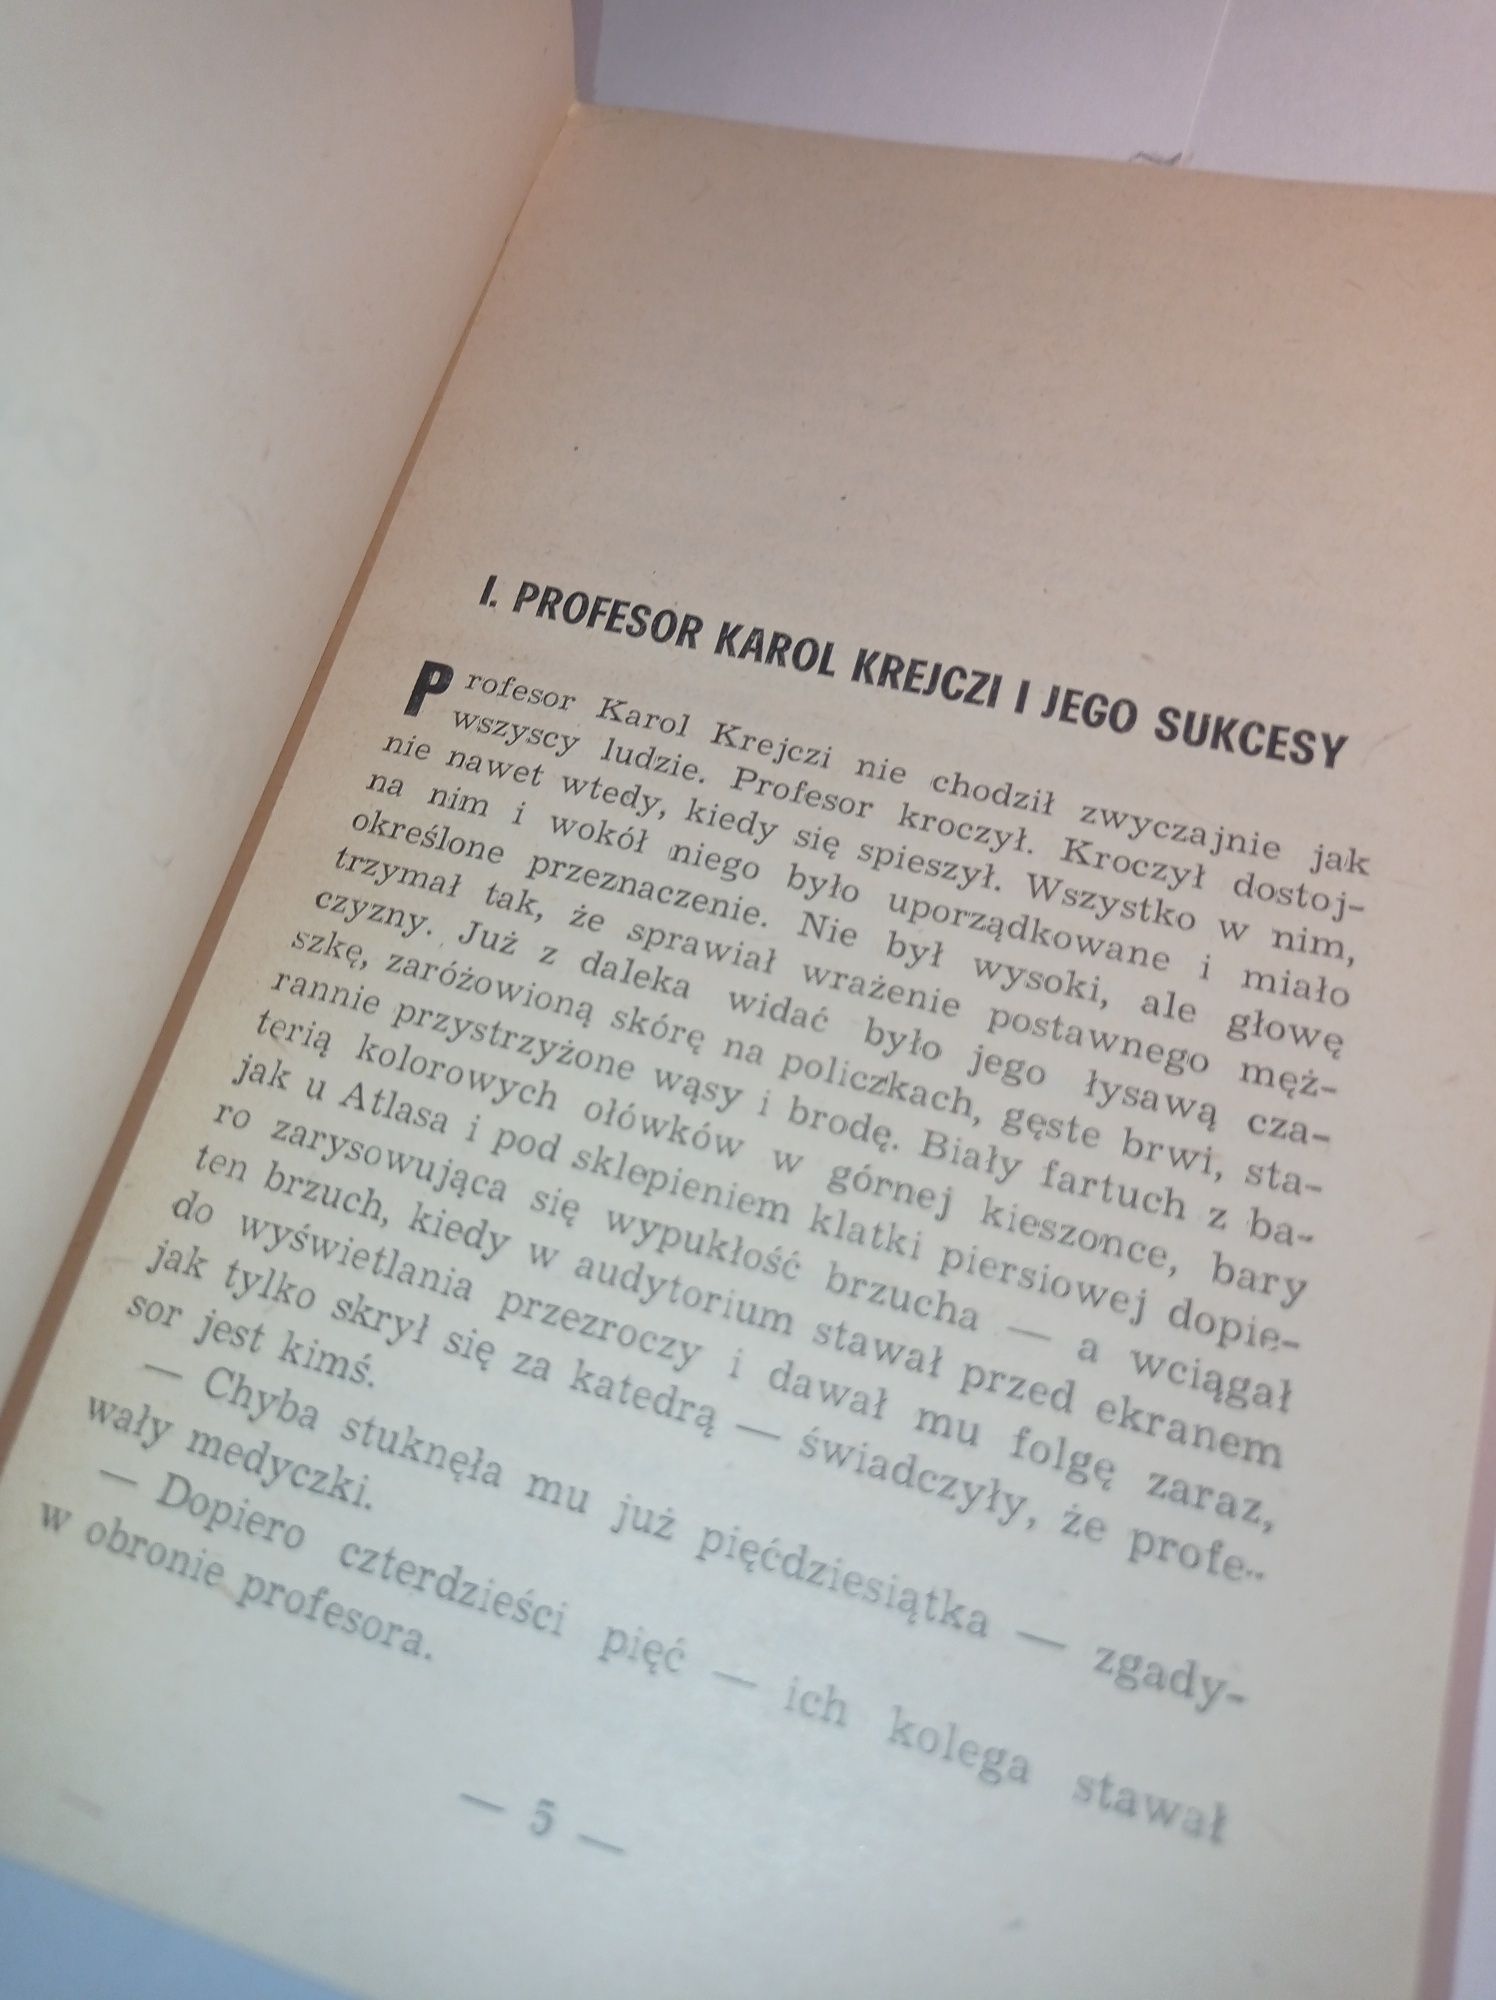 I. PROFESOR KAROL KREJCZI I JEGO SUKCESY
Profesor Karol Krejczi nie chodził zwyczajnie jak
wszyscy ludzie. Profesor kroczył. Kroczył dostoj-
nie nawet wtedy, kiedy się spieszył. Wszystko w nim,
na nim i wokół niego było uporządkowane i miało
określone przeznaczenie. Nie był wysoki, ale głowę
trzymał tak, że sprawiał wrażenie postawnego męż-
czyzny. Już z daleka widać było jego łysawą cza-
szkę, zaróżowioną skórę na policzkach, gęste brwi, sta-
rannie przystrzyżone wąsy i brodę. Biały fartuch z ba-
terią kolorowych ołówków w górnej kieszonce, bary
jak u Atlasa i pod sklepieniem klatki piersiowej dopie-
ro zarysowująca się wypukłość brzucha — a wciągał
ten brzuch, kiedy w audytorium stawał przed ekranem
do wyświetlania przezroczy i dawał mu folgę zaraz,
jak tylko skrył się za katedrą — świadczyły, że profe-
sor jest kimś.
— Chyba stuknęła mu już pięćdziesiątka — zgady-
wały medyczki.
— Dopiero czterdzieści pięć — ich kolega stawał
w obronie profesora.
— 5 —